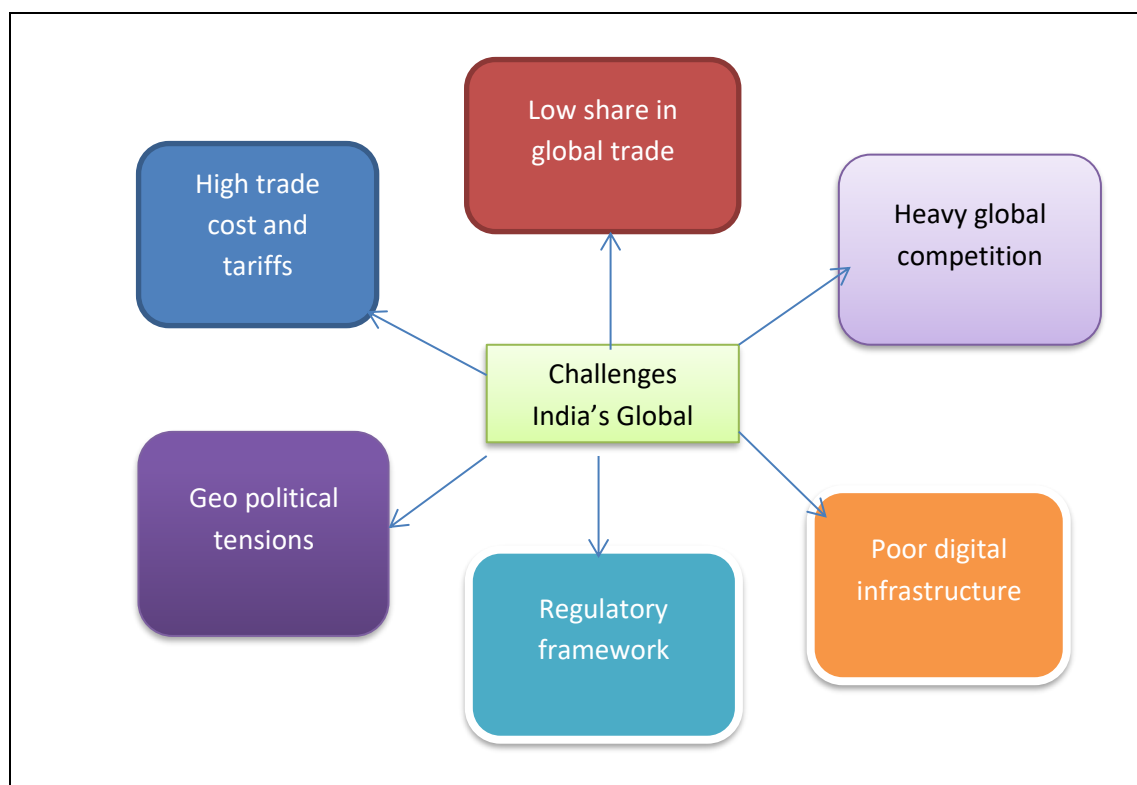 Low share in
global trade
High trade
cost and
tariffs
Heavy global
competition
Challenges
India’s Global
Geo political
tensions
Poor digital
infrastructure
Regulatory
framework